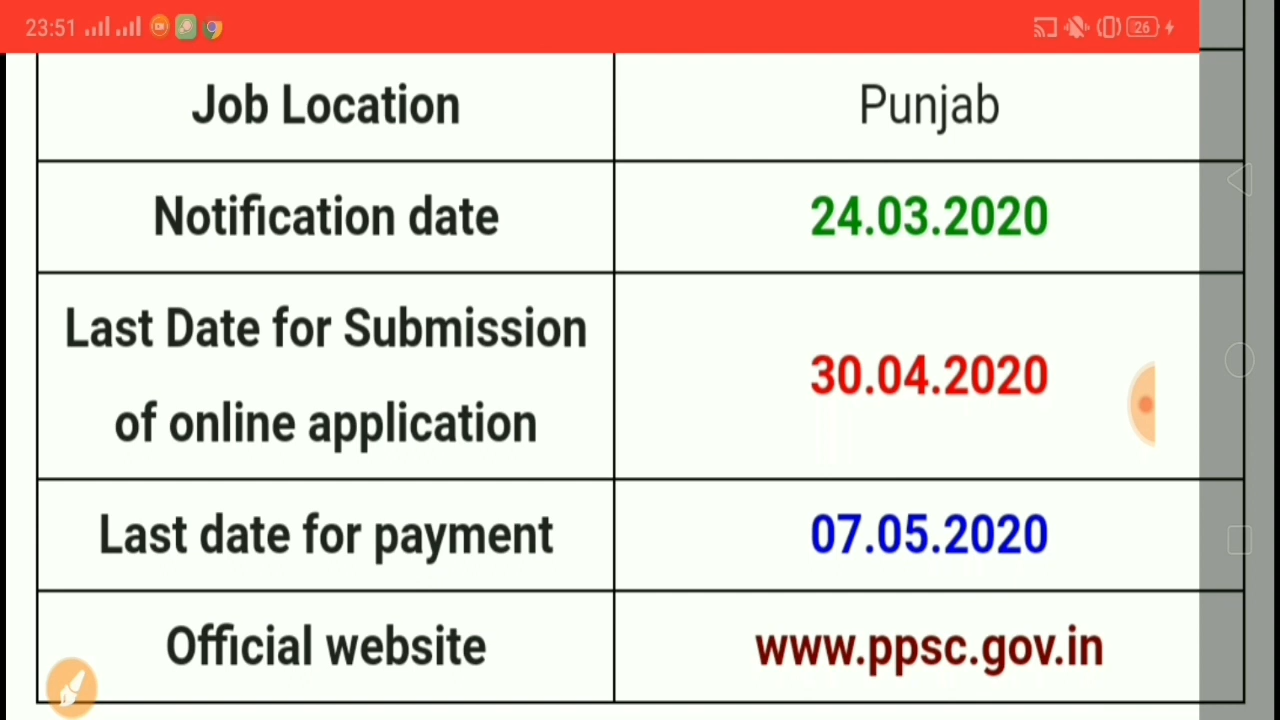 23:51
26
Job Location
Punjab
Notification date
24.03.2020
Last Date for Submission
of online application
30.04.2020
Last date for payment
07.05.2020
Official website
www.ppsc.gov.in